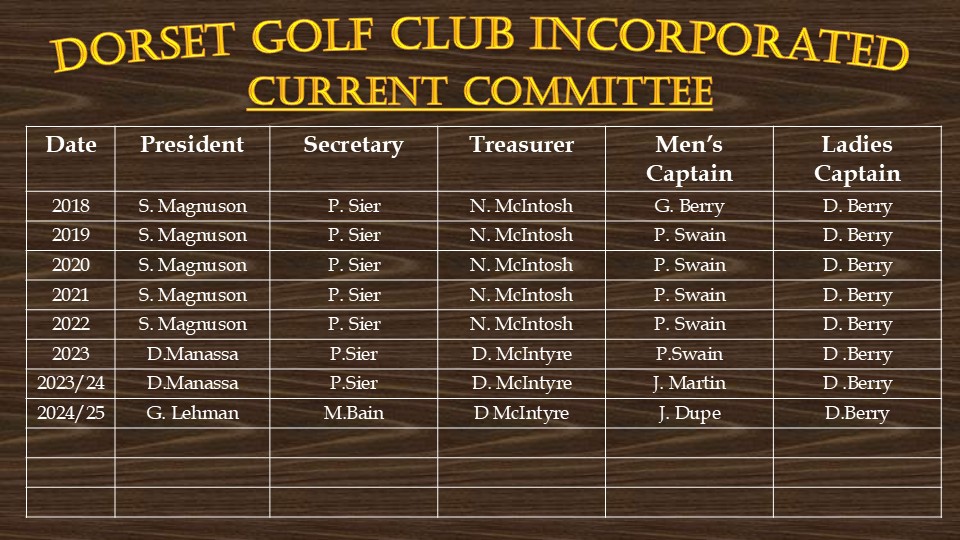 DORSET GOLF CLUB INCORPORATED
CURRENT COMMITTEE
Date President Secretary Treasurer Men's Captain Ladies Captain
2018 S. Magnuson P. Sier N. McIntosh G. Berry D. Berry
2019 S. Magnuson P. Sier N. McIntosh P. Swain D. Berry
2020 S. Magnuson P. Sier N. McIntosh P. Swain D. Berry
2021 S. Magnuson P. Sier N. McIntosh P. Swain D. Berry
2022 S. Magnuson P. Sier N. McIntosh P. Swain D. Berry
2023 D.Manassa P.Sier D. McIntyre P.Swain D .Berry
2023/24 D.Manassa P.Sier D. McIntyre J. Martin D .Berry
2024/25 G. Lehman M.Bain D McIntyre J. Dupe D.Berry